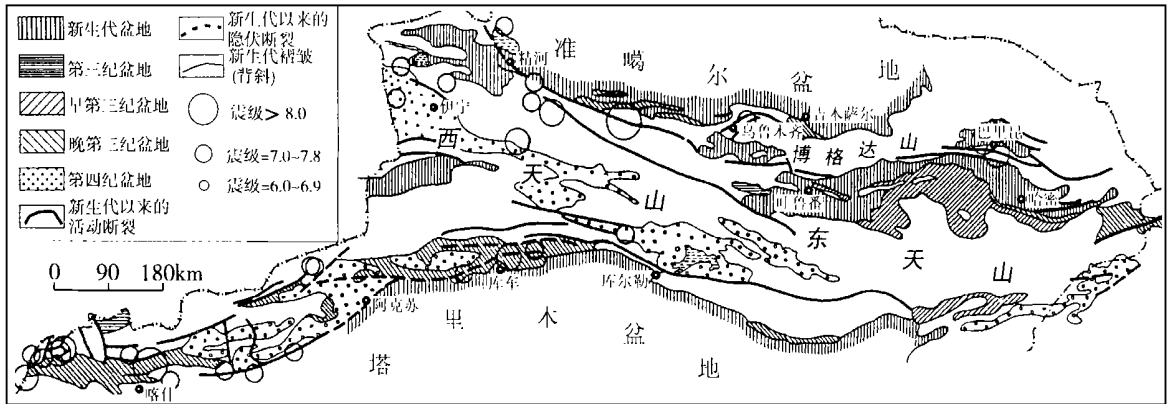 新生代盆地
第三纪盆地
早第三纪盆地
晚第三纪盆地
第四纪盆地
新生代以来的
活动断裂
新生代以来的
隐伏断裂
新生代褶皱
(背斜)
震级> 8.0
震级=7.0~7.8
震级=6.0~6.9
0 90 180km
准噶尔盆地
精河
伊宁
乌鲁木齐
吉木萨尔
巴里坤
博格达山
西天山
吐鲁番
哈密
东天山
库车
库尔勒
阿克苏
塔里木盆地
喀什